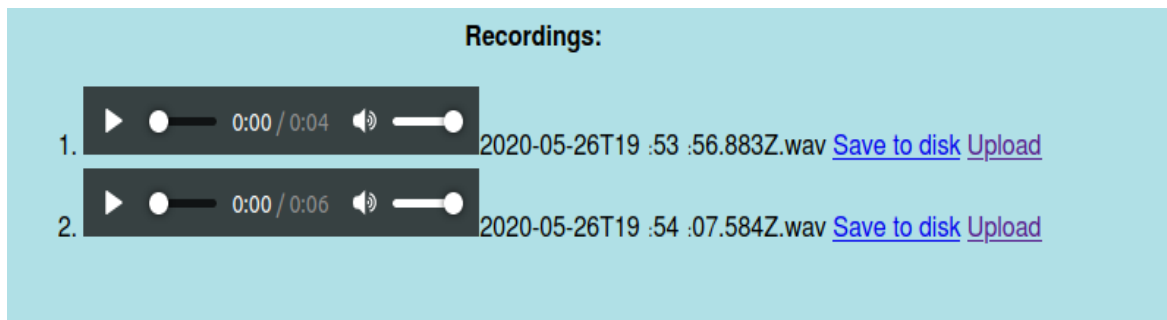 Recordings:
1. 0:00 / 0:04 2020-05-26T19 :53 :56.883Z.wav Save to disk Upload
2. 0:00 / 0:06 2020-05-26T19 :54 :07.584Z.wav Save to disk Upload